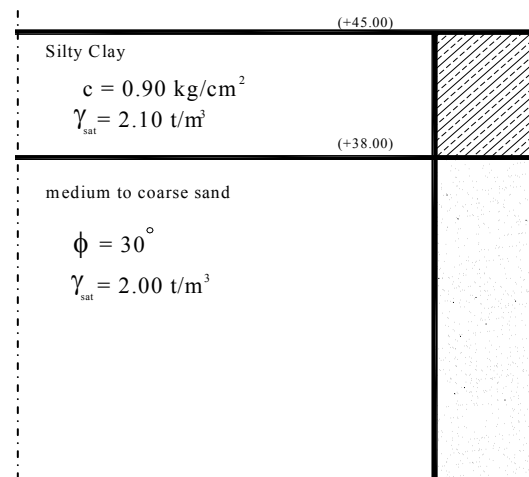 (+45.00)
Silty Clay
c = 0.90 kg/cm²
γsat = 2.10 t/m³
(+38.00)
medium to coarse sand
ϕ = 30°
γsat = 2.00 t/m³